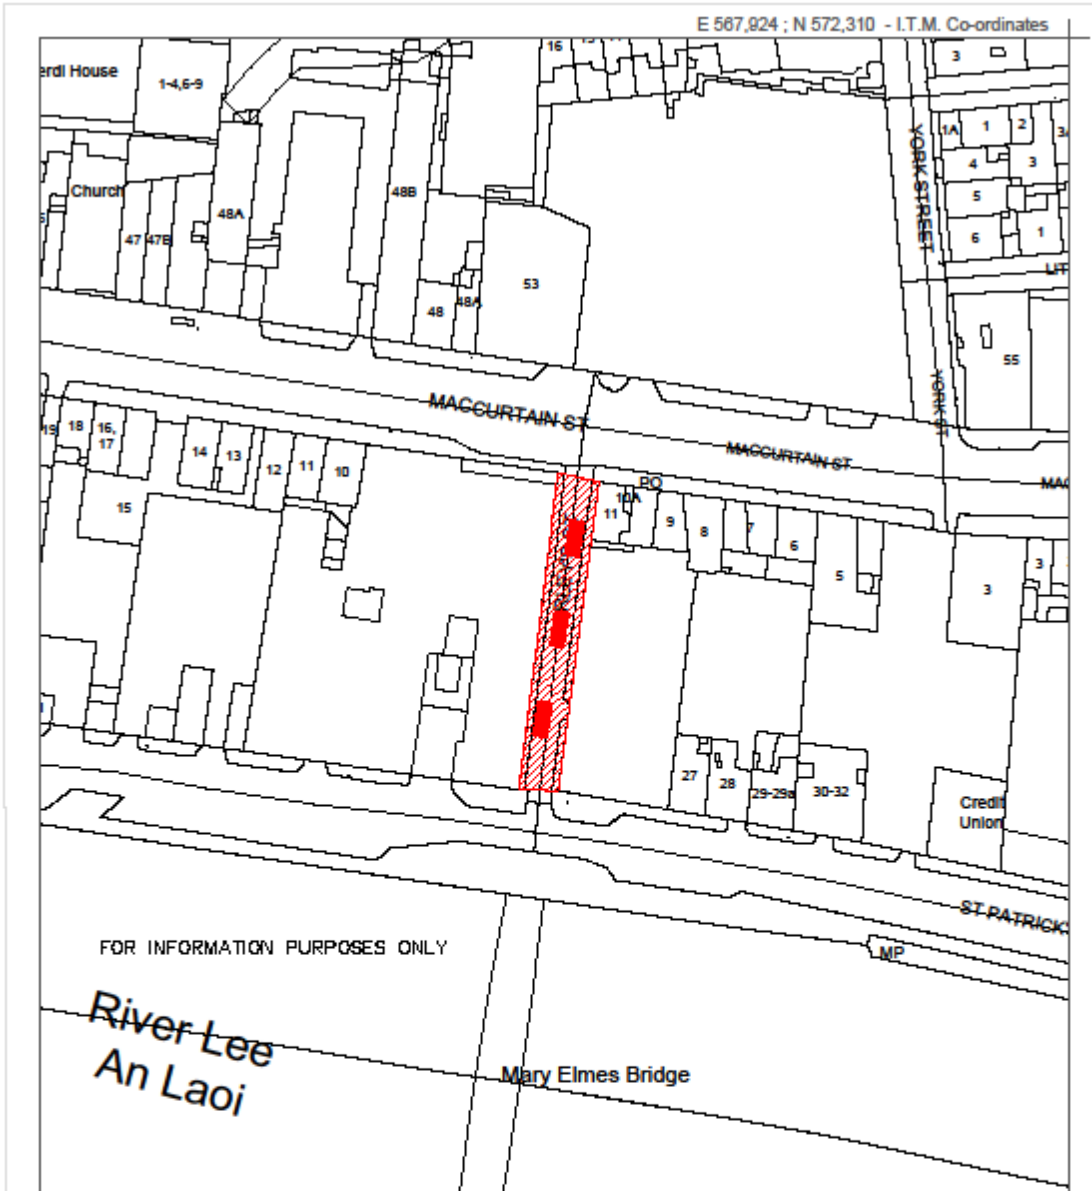 E 567,924 ; N 572,310 - I.T.M. Co-ordinates
16
3
erdi House
1-4,6-9
1A
1
2
3
4
5
6
1
YORK STREET
Church
48B
48A
47
47B
53
48
48A
55
YORK ST
MACCURTAIN ST
MACCURTAIN ST
19
18
16,
17
14
13
12
11
10
PO
10A
11
9
8
7
6
5
3
3
15
27
28
29-29a
30-32
Credit
Union
ST PATRICK
MP
FOR INFORMATION PURPOSES ONLY
River Lee
An Laoi
Mary Elmes Bridge